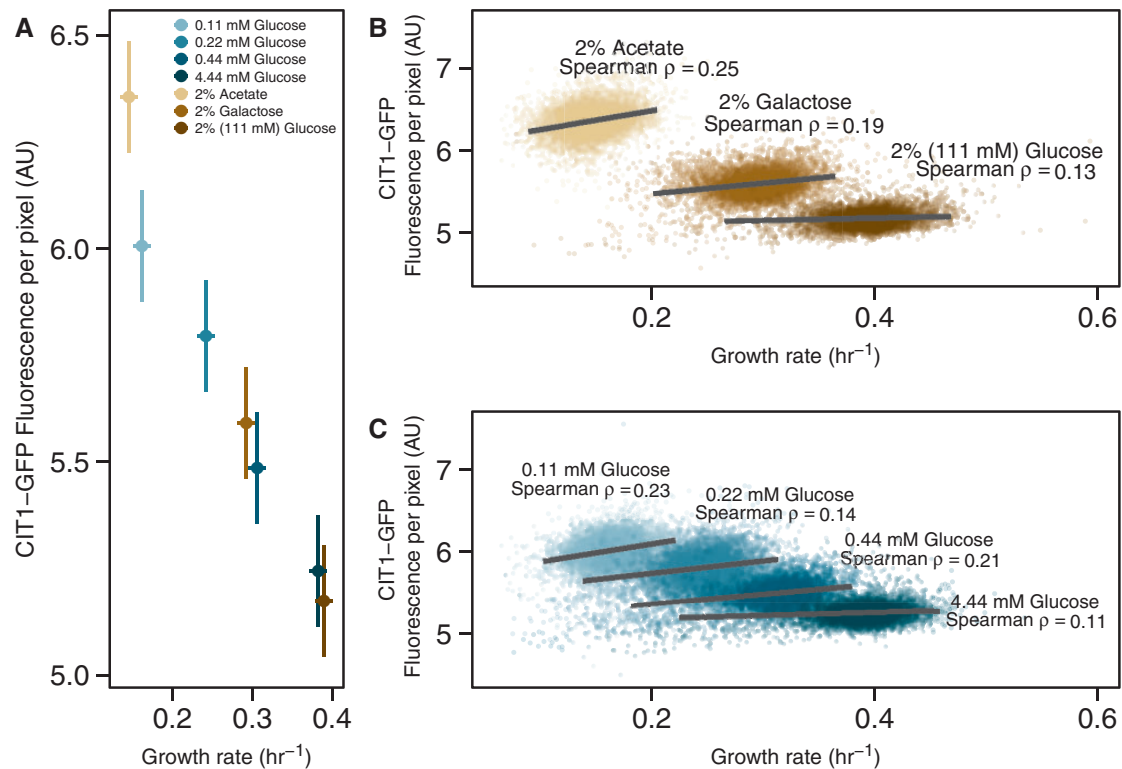 A
0.11 mM Glucose
0.22 mM Glucose
0.44 mM Glucose
4.44 mM Glucose
2% Acetate
2% Galactose
2% (111 mM) Glucose
6.5
6.0
5.5
5.0
CIT1–GFP Fluorescence per pixel (AU)
0.2 0.3 0.4
Growth rate (hr⁻¹)
B
2% Acetate
Spearman ρ = 0.25
2% Galactose
Spearman ρ = 0.19
2% (111 mM) Glucose
Spearman ρ = 0.13
7
6
5
CIT1–GFP
Fluorescence per pixel (AU)
0.2 0.4 0.6
Growth rate (hr⁻¹)
C
0.11 mM Glucose
Spearman ρ = 0.23
0.22 mM Glucose
Spearman ρ = 0.14
0.44 mM Glucose
Spearman ρ = 0.21
4.44 mM Glucose
Spearman ρ = 0.11
7
6
5
CIT1–GFP
Fluorescence per pixel (AU)
0.2 0.4 0.6
Growth rate (hr⁻¹)